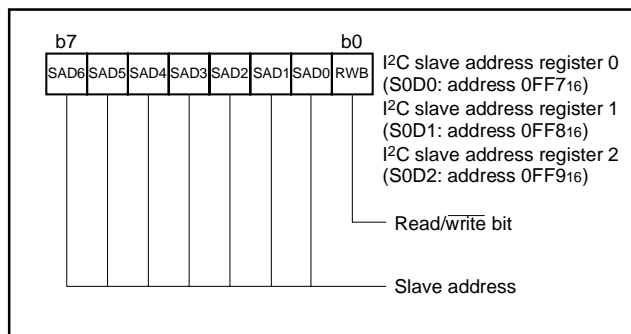 b7 b0
SAD6 SAD5 SAD4 SAD3 SAD2 SAD1 SAD0 RWB
I²C slave address register 0
(S0D0: address 0FF7₁₆)
I²C slave address register 1
(S0D1: address 0FF8₁₆)
I²C slave address register 2
(S0D2: address 0FF9₁₆)
Read/w̅r̅i̅t̅e̅ bit
Slave address